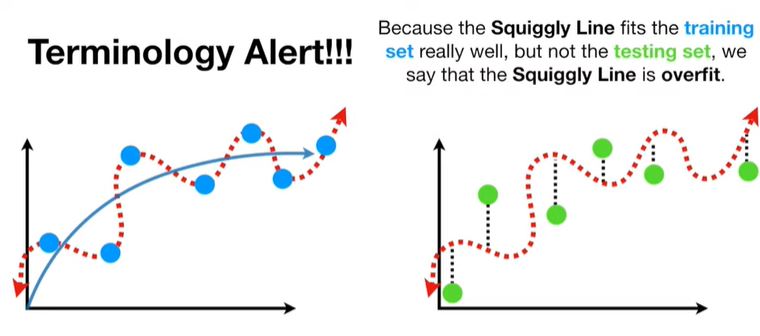 Terminology Alert!!!
Because the Squiggly Line fits the training
set really well, but not the testing set, we
say that the Squiggly Line is overfit.